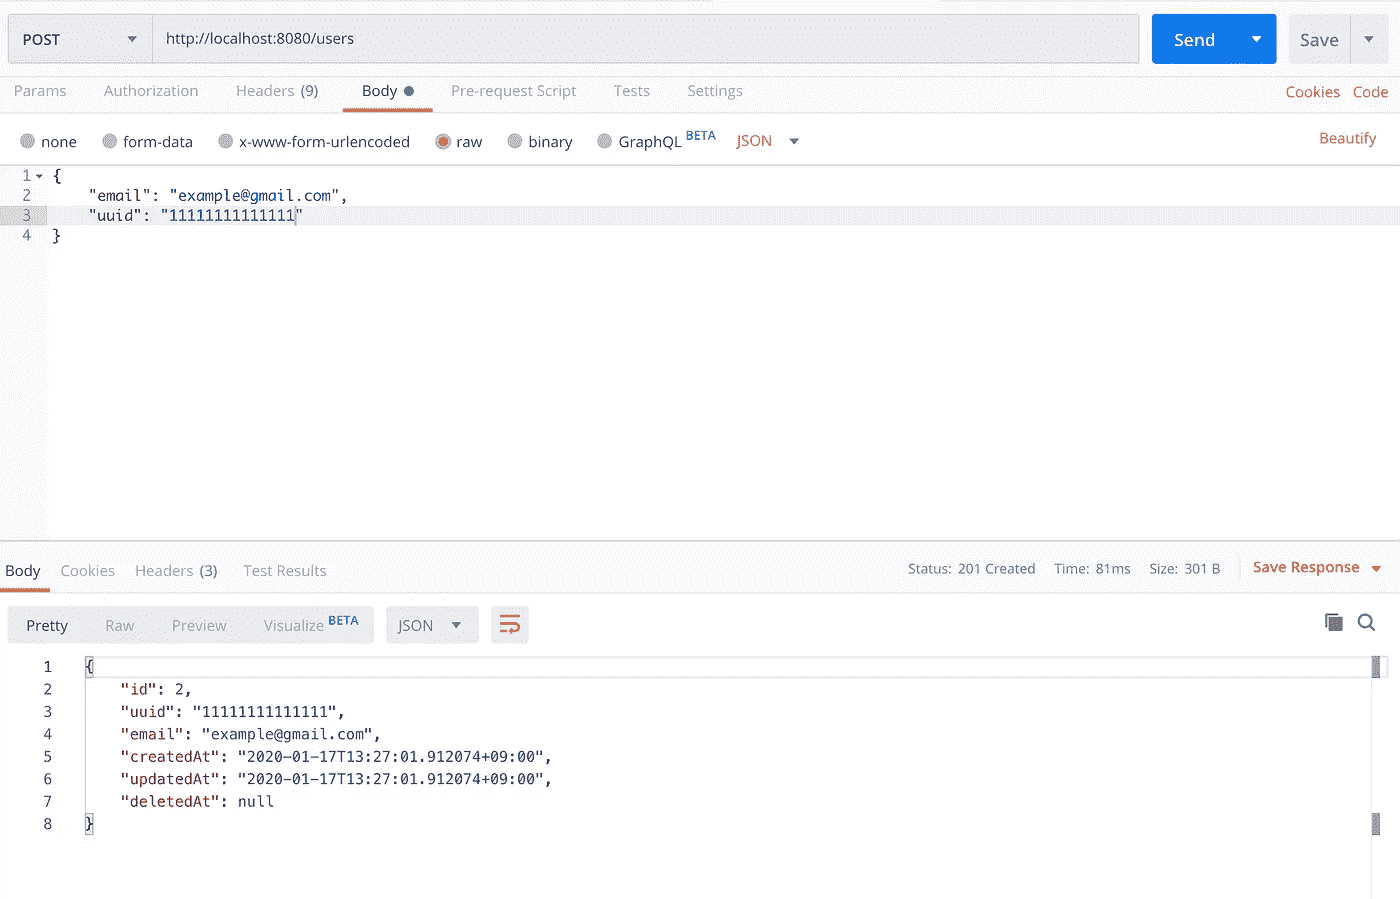 POST http://localhost:8080/users Send Save
Params Authorization Headers (9) Body Pre-request Script Tests Settings Cookies Code
none form-data x-www-form-urlencoded raw binary GraphQL BETA JSON Beautify
1 {
2 "email": "example@gmail.com",
3 "uuid": "11111111111111"
4 }
Body Cookies Headers (3) Test Results Status: 201 Created Time: 81ms Size: 301 B Save Response
Pretty Raw Preview Visualize BETA JSON
1 {
2 "id": 2,
3 "uuid": "11111111111111",
4 "email": "example@gmail.com",
5 "createdAt": "2020-01-17T13:27:01.912074+09:00",
6 "updatedAt": "2020-01-17T13:27:01.912074+09:00",
7 "deletedAt": null
8 }